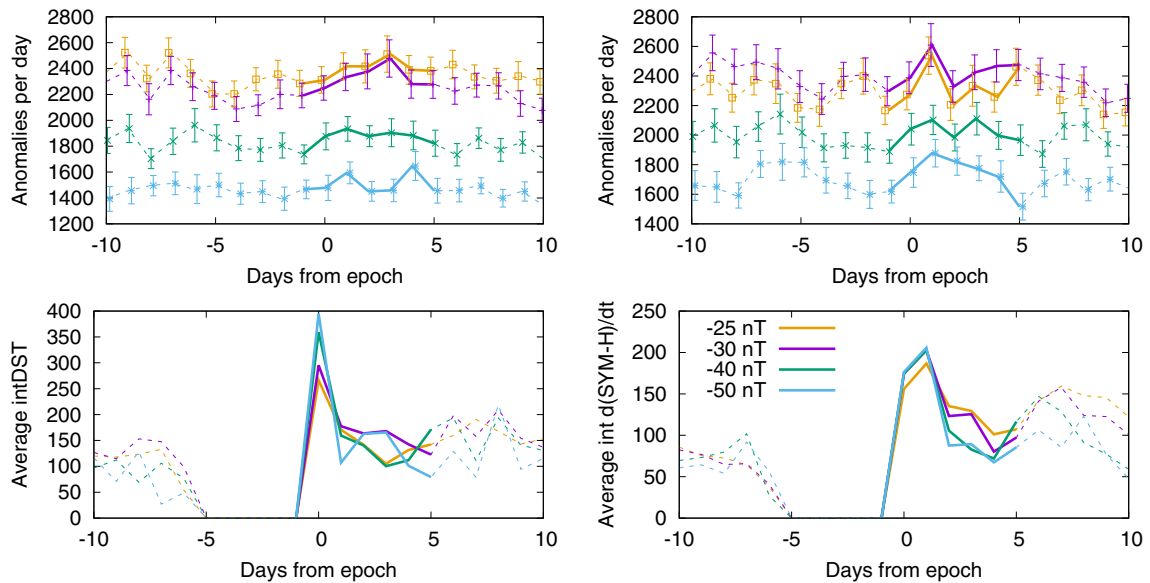 Anomalies per day
2800
2600
2400
2200
2000
1800
1600
1400
1200
-10 -5 0 5 10
Days from epoch
Anomalies per day
2800
2600
2400
2200
2000
1800
1600
1400
-10 -5 0 5 10
Days from epoch
Average intDST
400
350
300
250
200
150
100
50
0
-10 -5 0 5 10
Days from epoch
Average int d(SYM-H)/dt
250
200
150
100
50
0
-25 nT
-30 nT
-40 nT
-50 nT
-10 -5 0 5 10
Days from epoch